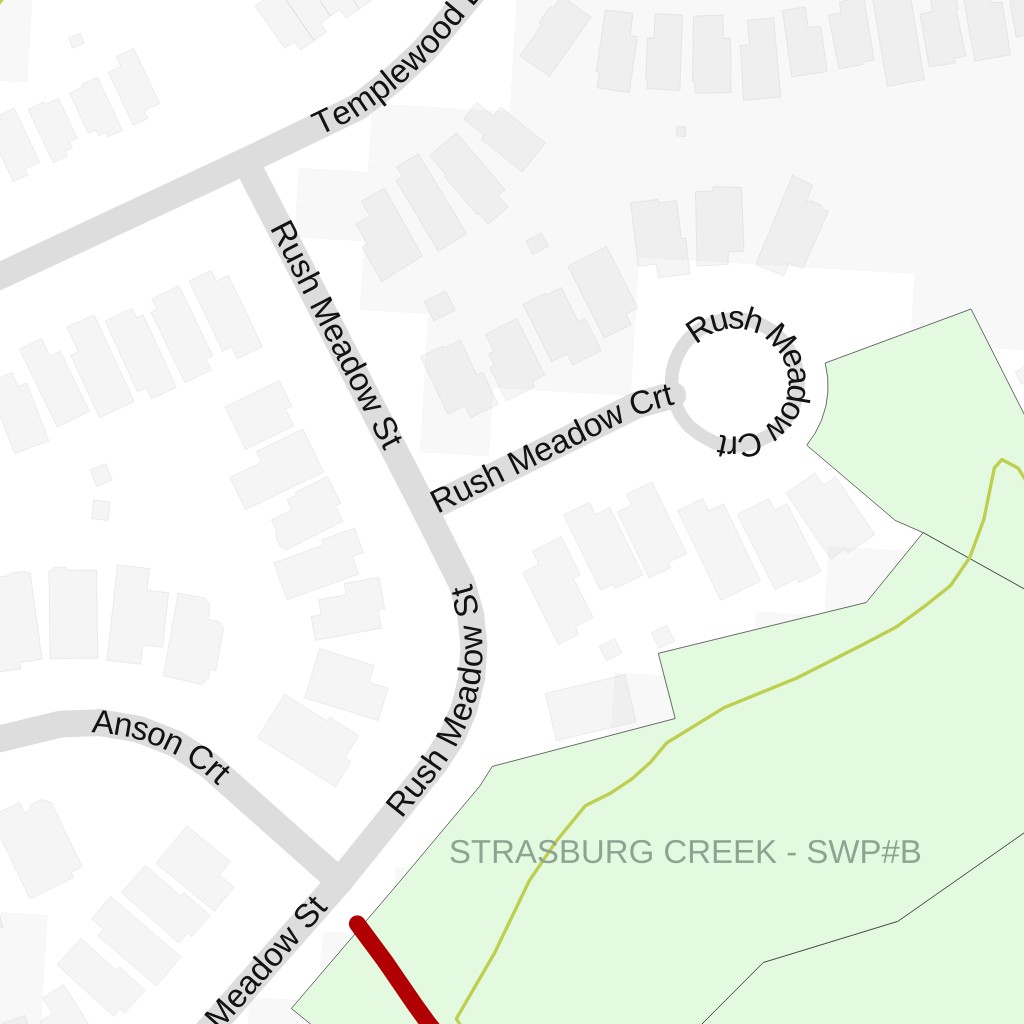 Templewood
Rush Meadow St
Rush Meadow Crt
Rush Meadow Crt
Rush Meadow St
Anson Crt
STRASBURG CREEK - SWP#B
Meadow St